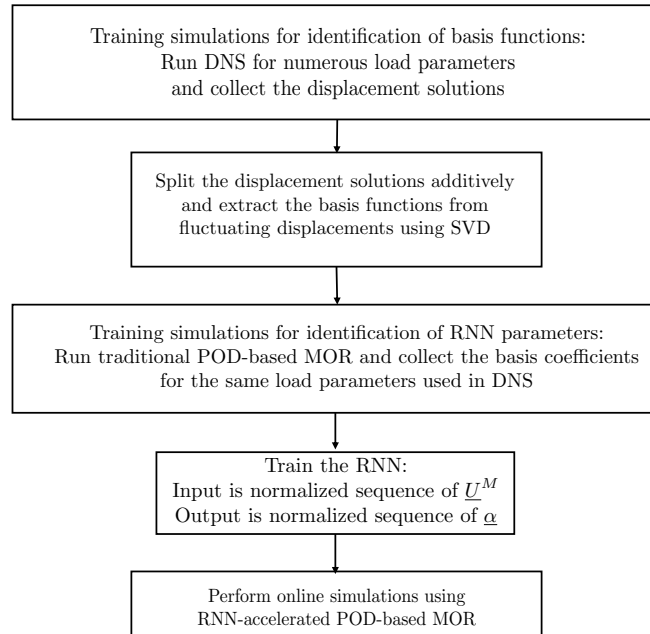 Training simulations for identification of basis functions:
Run DNS for numerous load parameters
and collect the displacement solutions
Split the displacement solutions additively
and extract the basis functions from
fluctuating displacements using SVD
Training simulations for identification of RNN parameters:
Run traditional POD-based MOR and collect the basis coefficients
for the same load parameters used in DNS
Train the RNN:
Input is normalized sequence of U^M
Output is normalized sequence of α
Perform online simulations using
RNN-accelerated POD-based MOR